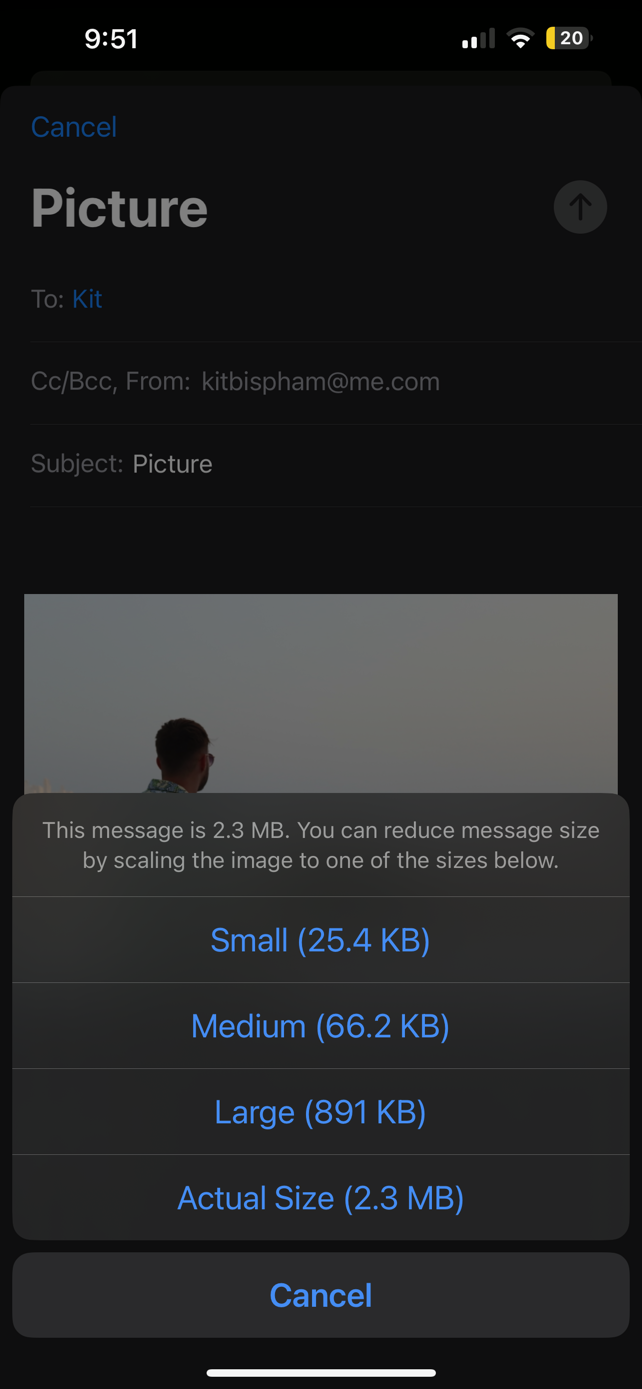 9:51
20
Cancel
Picture
To: Kit
Cc/Bcc, From: kitbispham@me.com
Subject: Picture
This message is 2.3 MB. You can reduce message size
by scaling the image to one of the sizes below.
Small (25.4 KB)
Medium (66.2 KB)
Large (891 KB)
Actual Size (2.3 MB)
Cancel